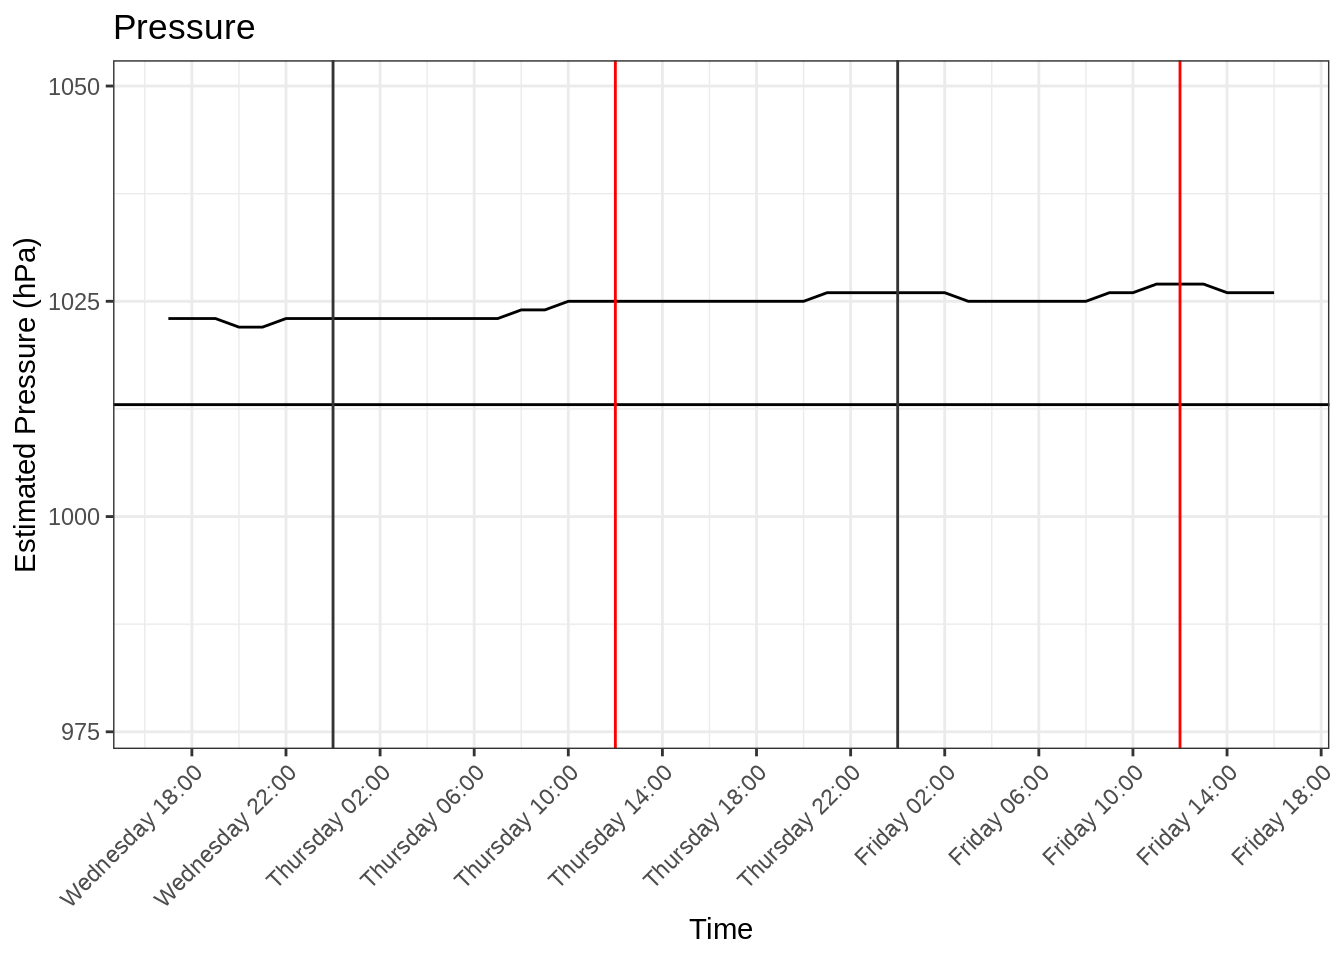 Pressure
Estimated Pressure (hPa)
1050
1025
1000
975
Wednesday 18:00
Wednesday 22:00
Thursday 02:00
Thursday 06:00
Thursday 10:00
Thursday 14:00
Thursday 18:00
Thursday 22:00
Friday 02:00
Friday 06:00
Friday 10:00
Friday 14:00
Friday 18:00
Time